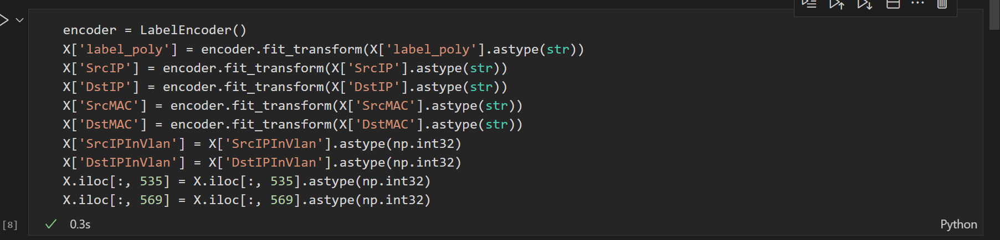 encoder = LabelEncoder()
X['label_poly'] = encoder.fit_transform(X['label_poly'].astype(str))
X['SrcIP'] = encoder.fit_transform(X['SrcIP'].astype(str))
X['DstIP'] = encoder.fit_transform(X['DstIP'].astype(str))
X['SrcMAC'] = encoder.fit_transform(X['SrcMAC'].astype(str))
X['DstMAC'] = encoder.fit_transform(X['DstMAC'].astype(str))
X['SrcIPInVlan'] = X['SrcIPInVlan'].astype(np.int32)
X['DstIPInVlan'] = X['DstIPInVlan'].astype(np.int32)
X.iloc[:, 535] = X.iloc[:, 535].astype(np.int32)
X.iloc[:, 569] = X.iloc[:, 569].astype(np.int32)
[8] 0.3s Python